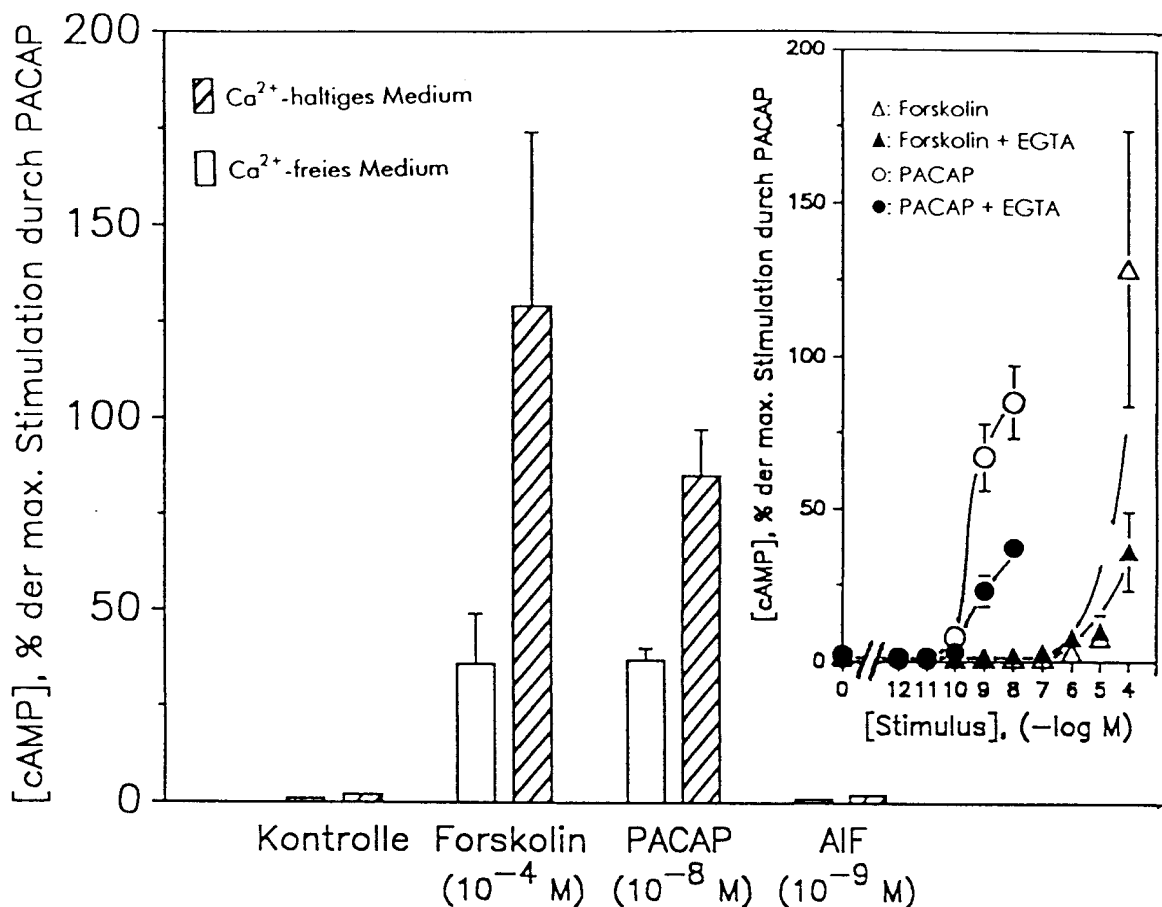 [cAMP], % der max. Stimulation durch PACAP
200
150
100
50
0
Ca²⁺-haltiges Medium
Ca²⁺-freies Medium
Kontrolle
Forskolin
(10⁻⁴ M)
PACAP
(10⁻⁸ M)
AIF
(10⁻⁹ M)
[cAMP], % der max. Stimulation durch PACAP
200
150
100
50
0
△: Forskolin
▲: Forskolin + EGTA
○: PACAP
●: PACAP + EGTA
0 12 11 10 9 8 7 6 5 4
[Stimulus], (−log M)